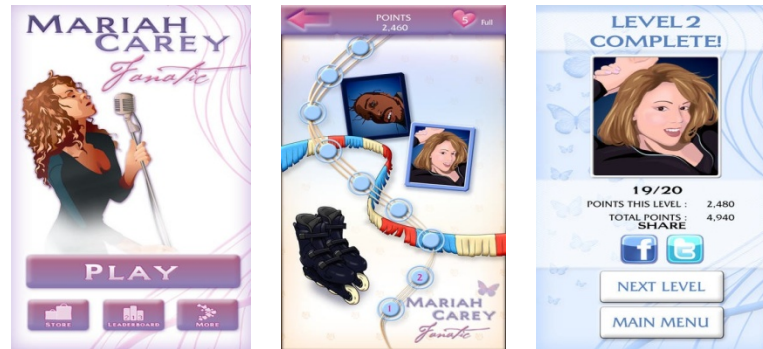 MARIAH
CAREY
Fanatic
PLAY
STORE
LEADERBOARD
MORE
POINTS
2,460
5
Full
2
1
MARIAH
CAREY
Fanatic
LEVEL 2
COMPLETE!
19/20
POINTS THIS LEVEL : 2,480
TOTAL POINTS : 4,940
SHARE
f
t
NEXT LEVEL
MAIN MENU